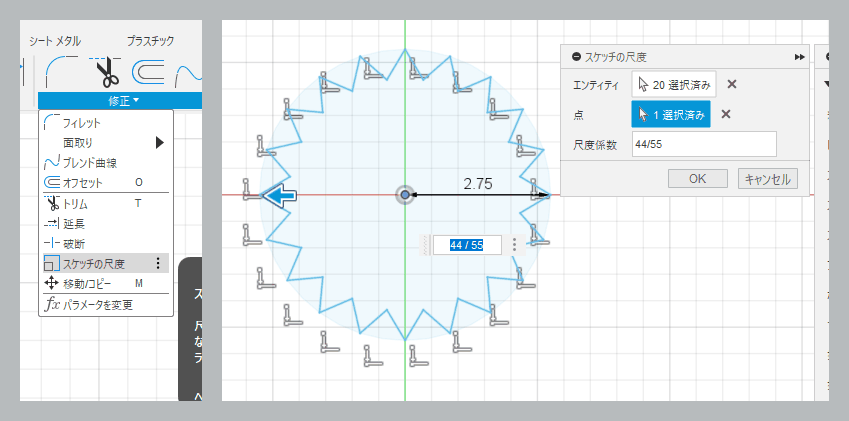 シート メタル プラスチック
修正▼
フィレット
面取り
ブレンド曲線
オフセット O
トリム T
延長
破断
スケッチの尺度
移動/コピー M
fx パラメータを変更
ス
尺
な
ラ
2.75
44 / 55
スケッチの尺度
エンティティ 20 選択済み
点 1 選択済み
尺度係数 44/55
OK キャンセル